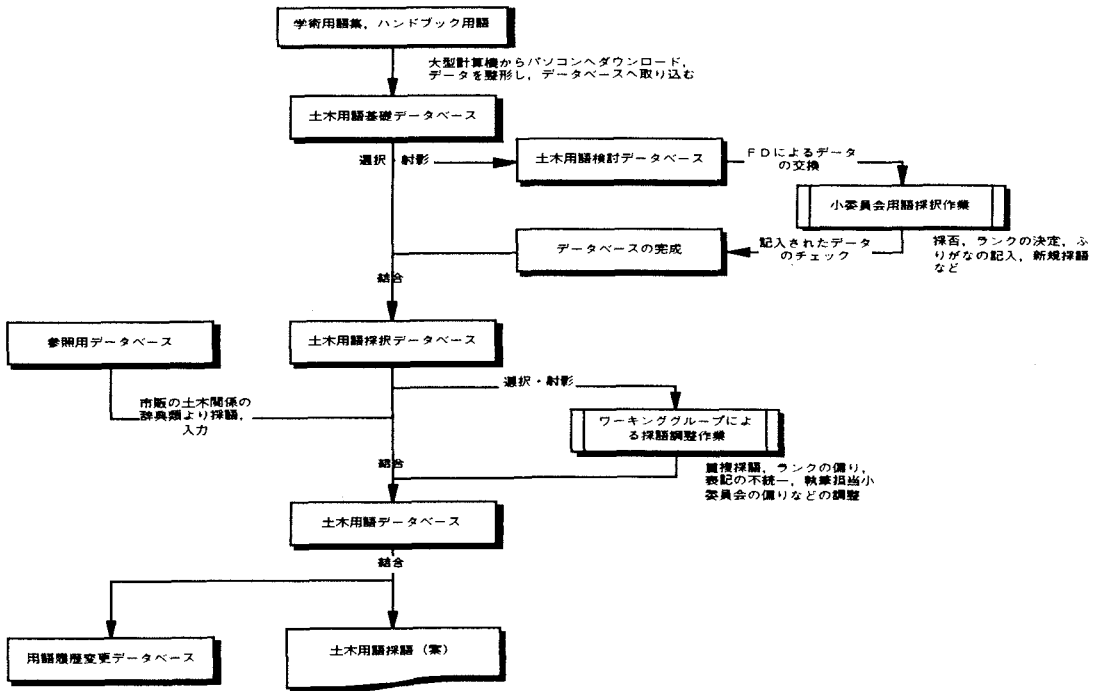 学術用語集，ハンドブック用語
大型計算機からパソコンへダウンロード，
データを整形し，データベースへ取り込む
土木用語基礎データベース
選択・射影
土木用語検討データベース
ＦＤによるデータ
の交換
小委員会用語採択作業
採否，ランクの決定，ふ
りがなの記入，新規採語
など
記入されたデータ
のチェック
データベースの完成
結合
土木用語採択データベース
参照用データベース
市販の土木関係の
辞典類より採語，
入力
選択・射影
ワーキンググループによ
る採語調整作業
重複採語，ランクの偏り，
表記の不統一，執筆担当小
委員会の偏りなどの調整
結合
土木用語データベース
結合
用語履歴変更データベース
土木用語採語（案）